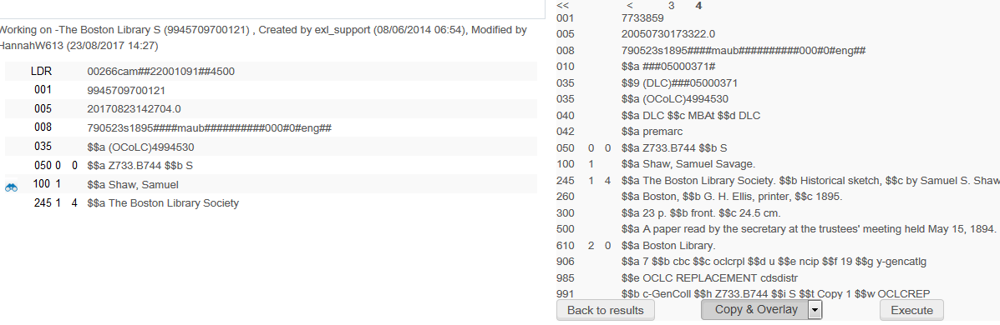 Working on -The Boston Library S (9945709700121) , Created by exl_support (08/06/2014 06:54), Modified by
HannahW613 (23/08/2017 14:27)
LDR 00266cam##22001091##4500
001 9945709700121
005 20170823142704.0
008 790523s1895####maub##########000#0#eng##
035 $$a (OCoLC)4994530
050 0 0 $$a Z733.B744 $$b S
100 1 $$a Shaw, Samuel
245 1 4 $$a The Boston Library Society
<< < 3 4
001 7733859
005 20050730173322.0
008 790523s1895####maub##########000#0#eng##
010 $$a ###05000371#
035 $$9 (DLC)###05000371
035 $$a (OCoLC)4994530
040 $$a DLC $$c MBAt $$d DLC
042 $$a premarc
050 0 0 $$a Z733.B744 $$b S
100 1 $$a Shaw, Samuel Savage.
245 1 4 $$a The Boston Library Society. $$b Historical sketch, $$c by Samuel S. Shaw
260 $$a Boston, $$b G. H. Ellis, printer, $$c 1895.
300 $$a 23 p. $$b front. $$c 24.5 cm.
500 $$a A paper read by the secretary at the trustees' meeting held May 15, 1894.
610 2 0 $$a Boston Library.
906 $$a 7 $$b cbc $$c oclcrpl $$d u $$e ncip $$f 19 $$g y-gencatlg
985 $$e OCLC REPLACEMENT cdsdistr
991 $$b c-GenColl $$h Z733.B744 $$i S $$t Copy 1 $$w OCLCREP
Back to results Copy & Overlay Execute